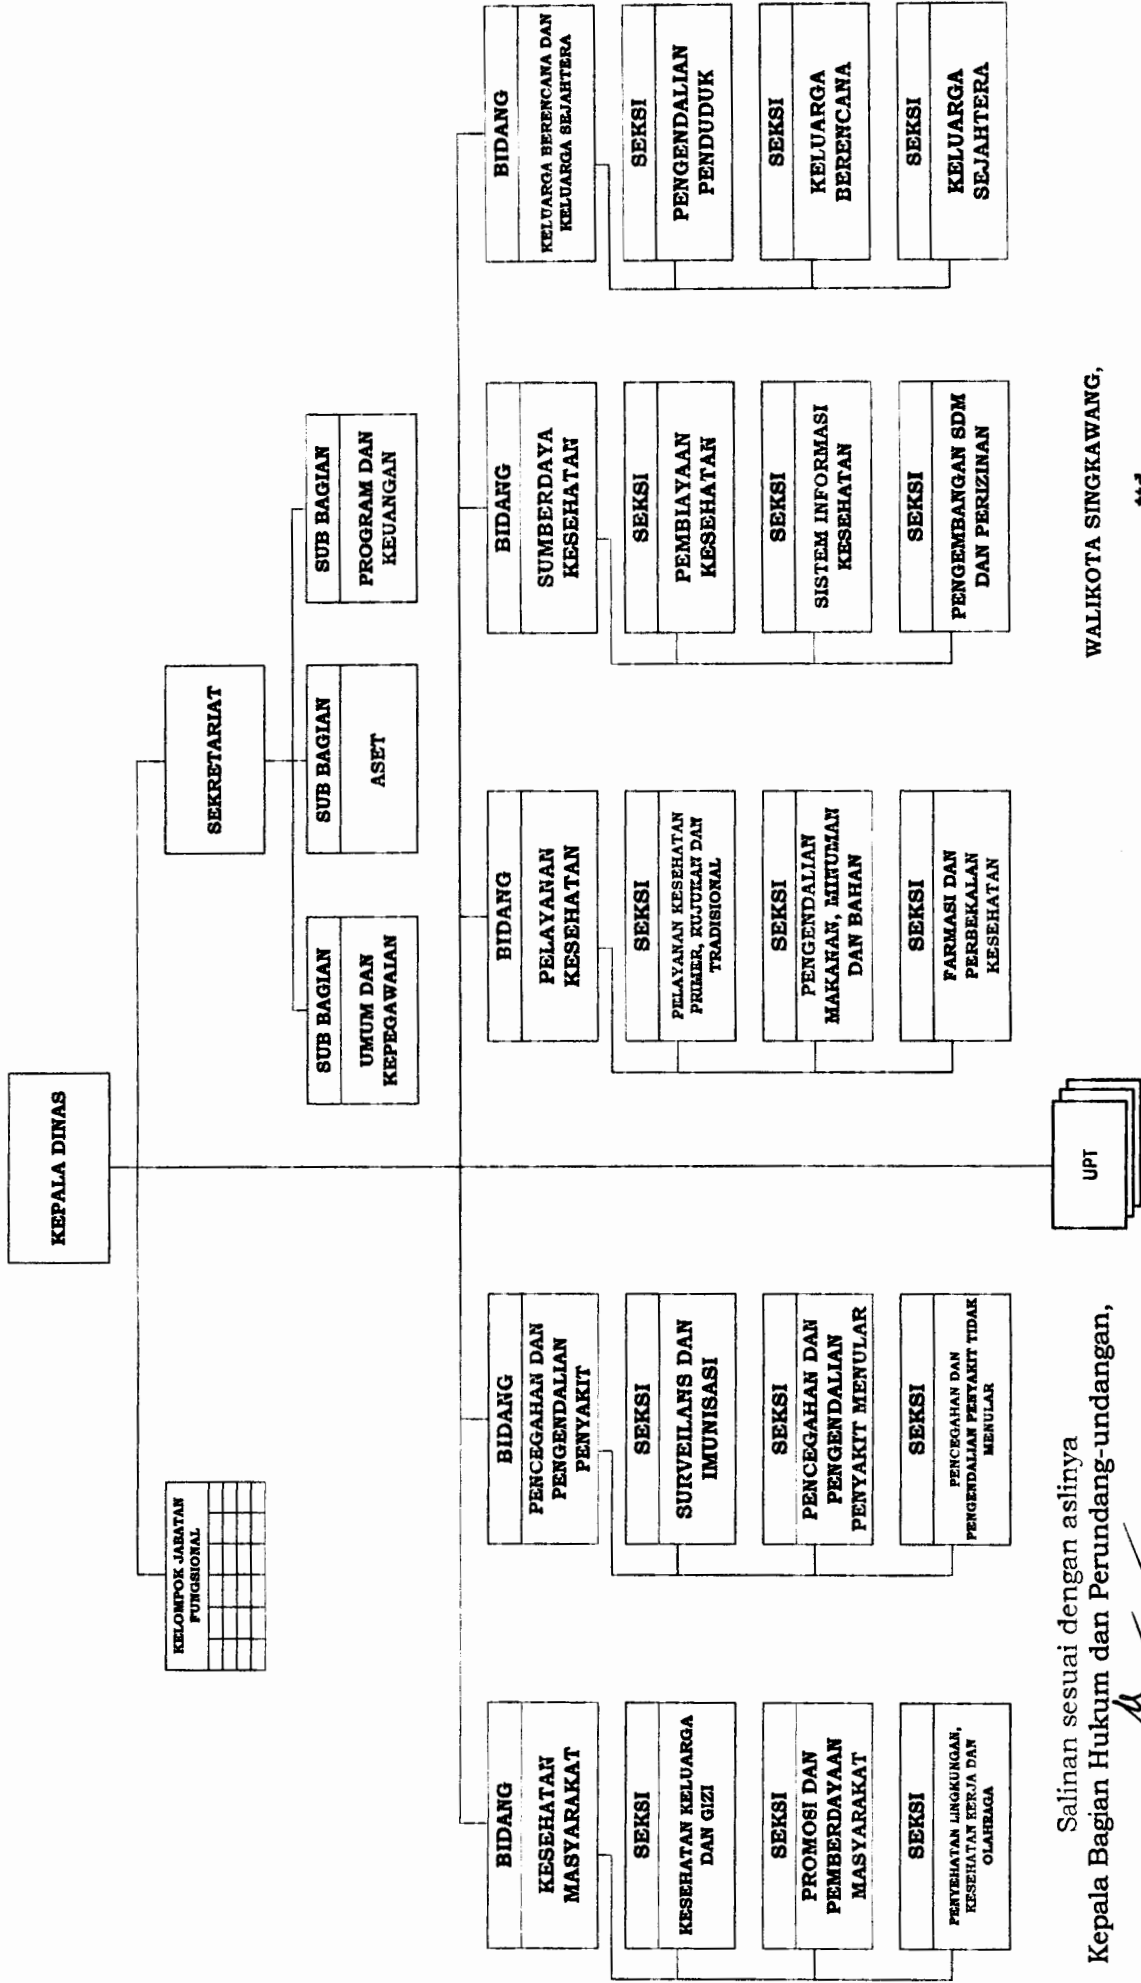 KEPALA DINAS
KELOMPOK JABATAN
FUNGSIONAL
SEKRETARIAT
SUB BAGIAN
UMUM DAN
KEPEGAWAIAN
SUB BAGIAN
ASET
SUB BAGIAN
PROGRAM DAN
KEUANGAN
BIDANG
KESEHATAN
MASYARAKAT
SEKSI
KESEHATAN KELUARGA
DAN GIZI
SEKSI
PROMOSI DAN
PEMBERDAYAAN
MASYARAKAT
SEKSI
PENYEHATAN LINGKUNGAN,
KESEHATAN KERJA DAN
OLAHRAGA
BIDANG
PENCEGAHAN DAN
PENGENDALIAN
PENYAKIT
SEKSI
SURVEILANS DAN
IMUNISASI
SEKSI
PENCEGAHAN DAN
PENGENDALIAN
PENYAKIT MENULAR
SEKSI
PENCEGAHAN DAN
PENGENDALIAN PENYAKIT TIDAK
MENULAR
BIDANG
PELAYANAN
KESEHATAN
SEKSI
PELAYANAN KESEHATAN
PRIMER, RUJUKAN DAN
TRADISIONAL
SEKSI
PENGENDALIAN
MAKANAN, MINUMAN
DAN BAHAN
SEKSI
FARMASI DAN
PERBEKALAN
KESEHATAN
BIDANG
SUMBERDAYA
KESEHATAN
SEKSI
PEMBIAYAAN
KESEHATAN
SEKSI
SISTEM INFORMASI
KESEHATAN
SEKSI
PENGEMBANGAN SDM
DAN PERIZINAN
BIDANG
KELUARGA BERENCANA DAN
KELUARGA SEJAHTERA
SEKSI
PENGENDALIAN
PENDUDUK
SEKSI
KELUARGA
BERENCANA
SEKSI
KELUARGA
SEJAHTERA
UPT
Salinan sesuai dengan aslinya
Kepala Bagian Hukum dan Perundang-undangan,
WALIKOTA SINGKAWANG,